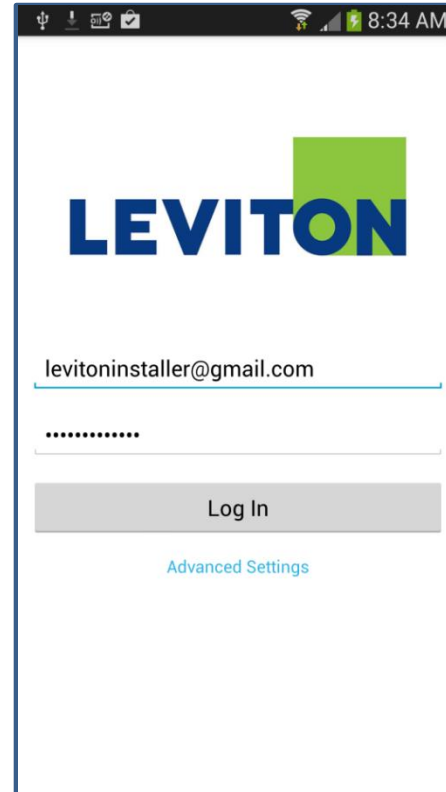 8:34 AM
LEVITON
levitoninstaller@gmail.com
•••••••••••••
Log In
Advanced Settings